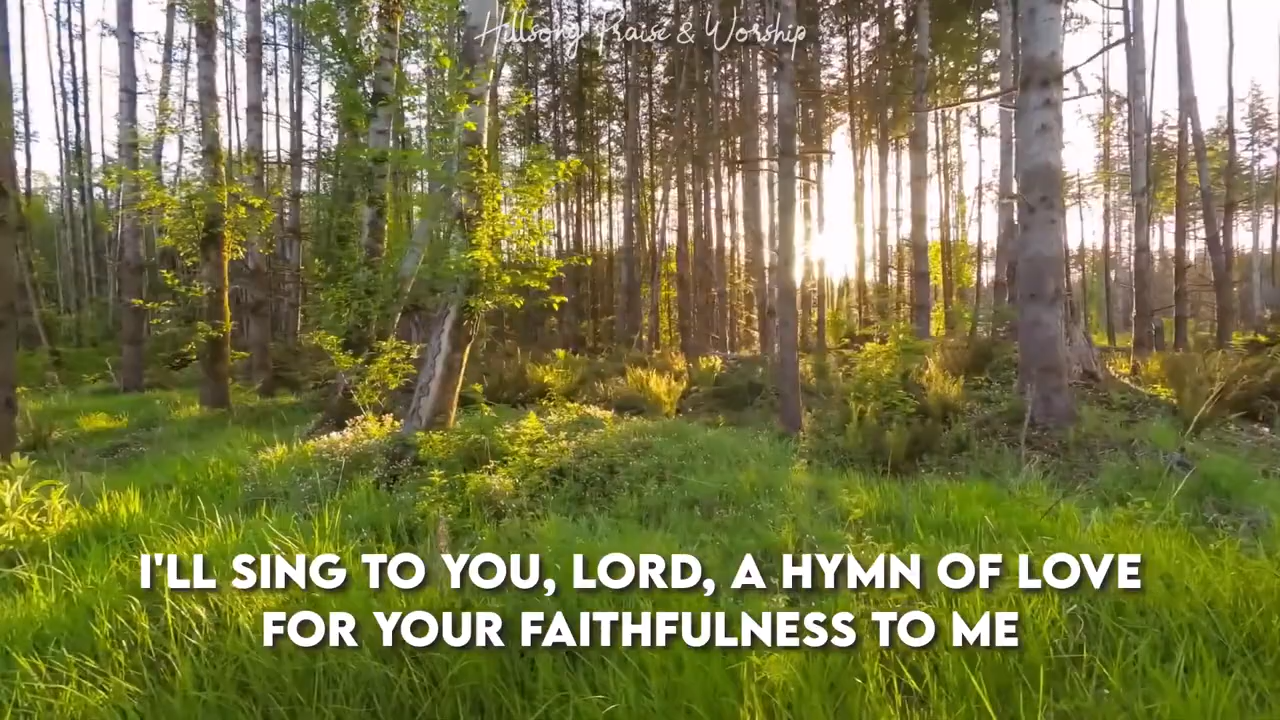 Hillsong Praise & Worship
I'LL SING TO YOU, LORD, A HYMN OF LOVE
FOR YOUR FAITHFULNESS TO ME